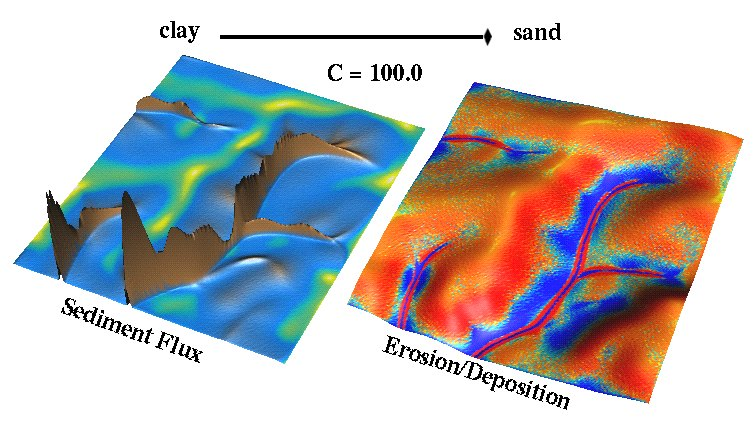 clay sand
C = 100.0
Sediment Flux
Erosion/Deposition